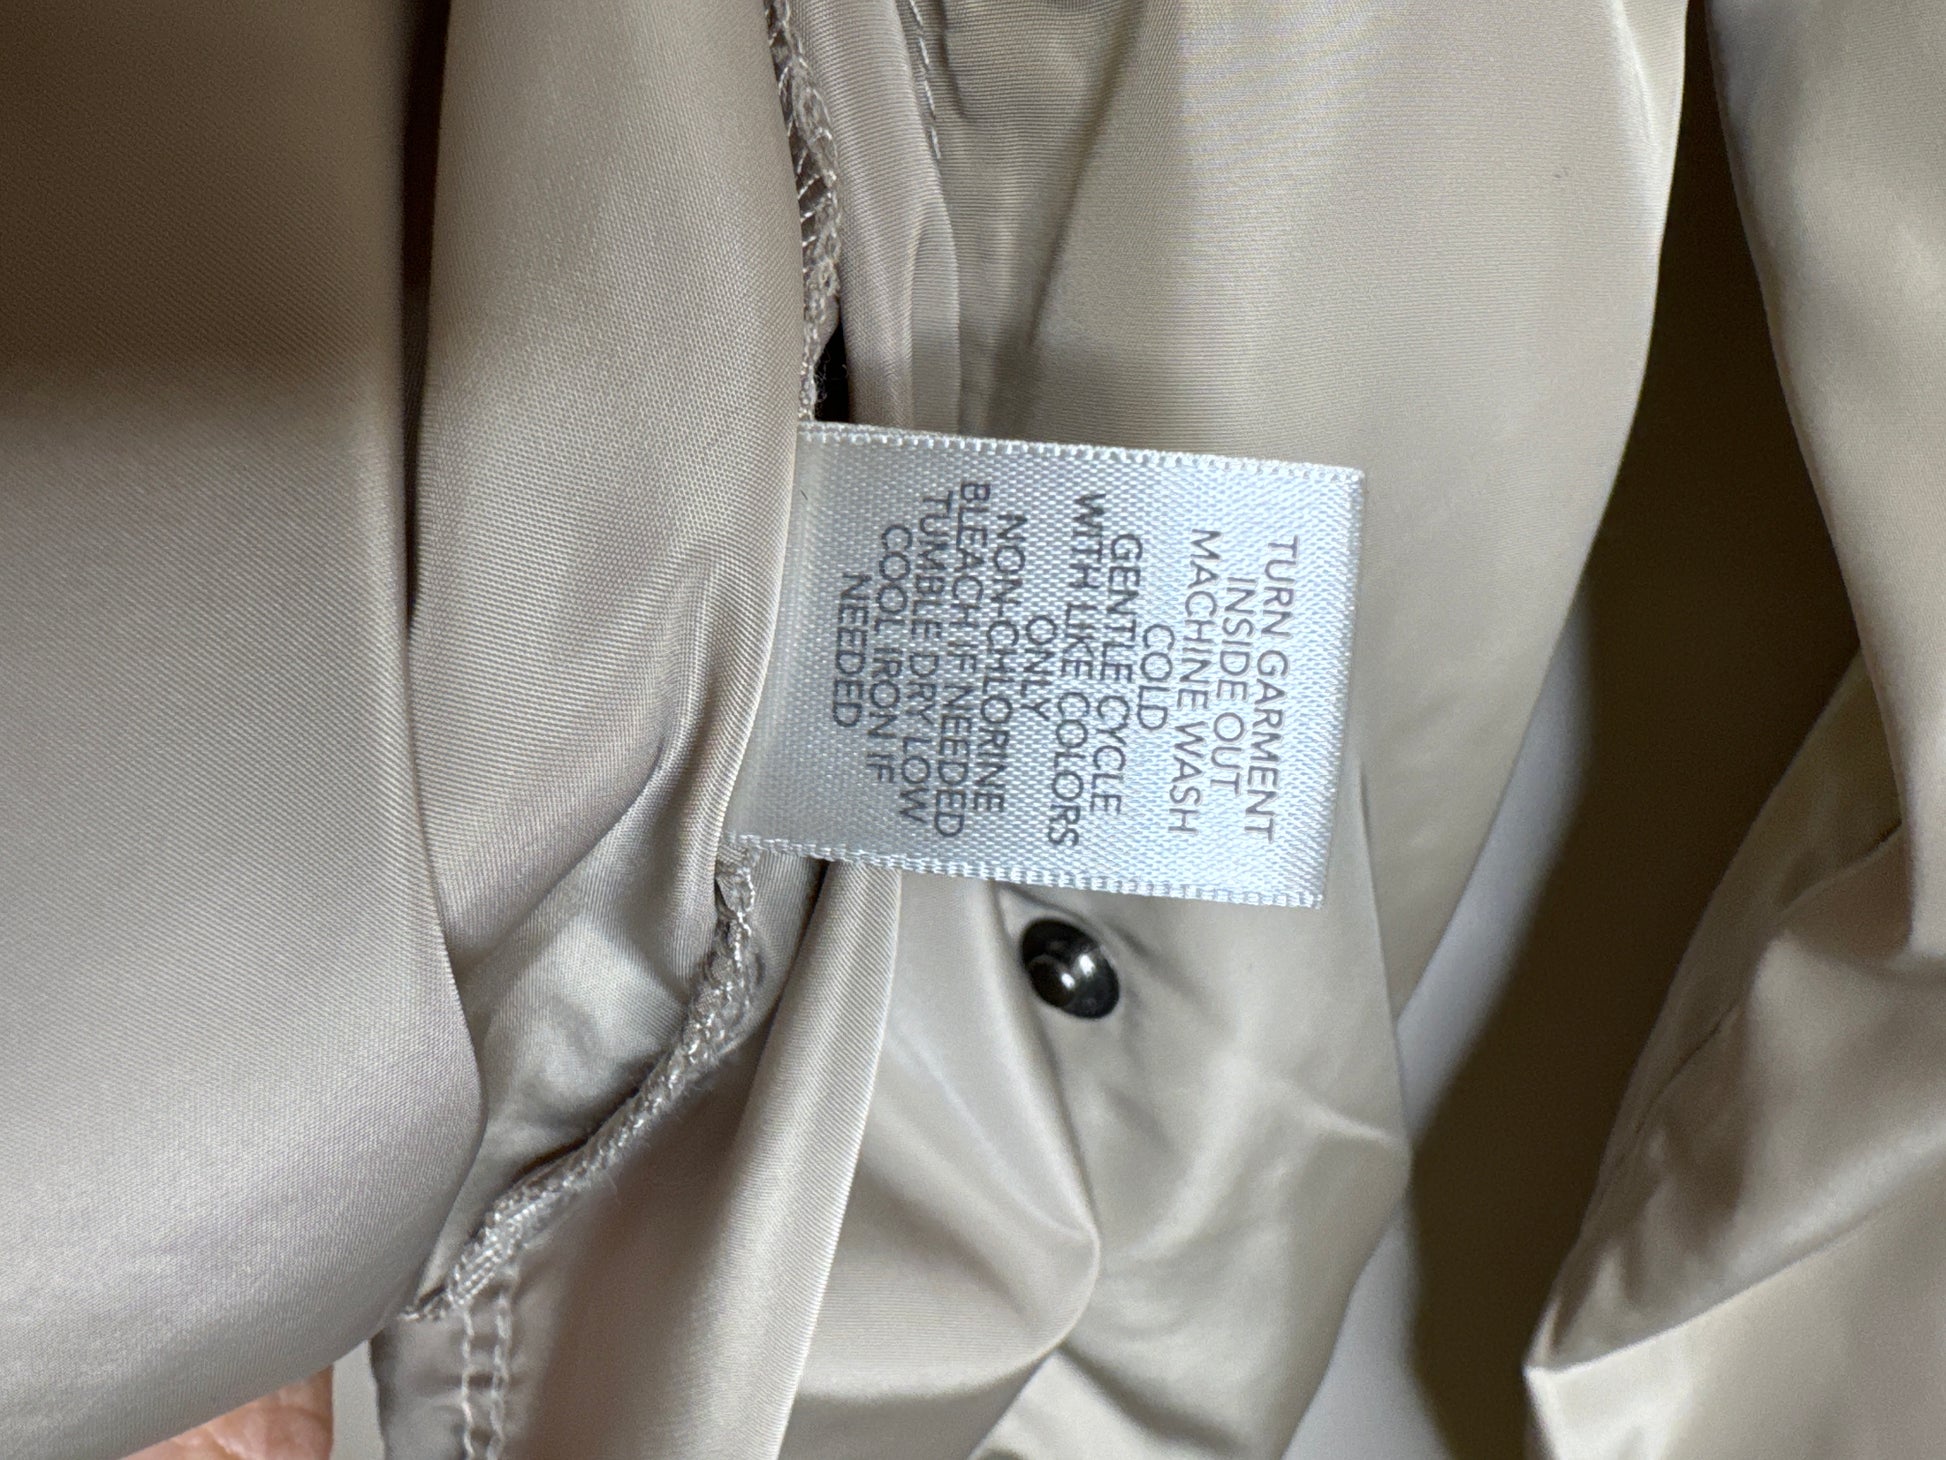 TURN GARMENT
INSIDE OUT
MACHINE WASH
COLD
GENTLE CYCLE
WITH LIKE COLORS
ONLY
NON-CHLORINE
BLEACH IF NEEDED
TUMBLE DRY LOW
COOL IRON IF
NEEDED